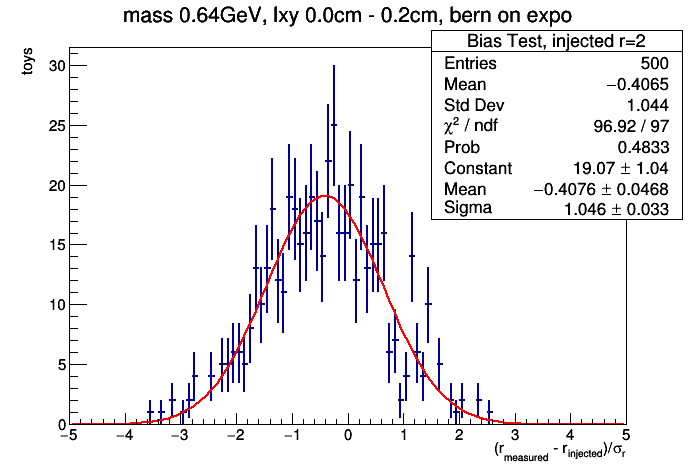 mass 0.64GeV, lxy 0.0cm - 0.2cm, bern on expo
Bias Test, injected r=2
Entries 500
Mean −0.4065
Std Dev 1.044
χ² / ndf 96.92 / 97
Prob 0.4833
Constant 19.07 ± 1.04
Mean −0.4076 ± 0.0468
Sigma 1.046 ± 0.033
toys
30
25
20
15
10
5
0
−5 −4 −3 −2 −1 0 1 2 3 4 5
(r_measured - r_injected)/σ_r